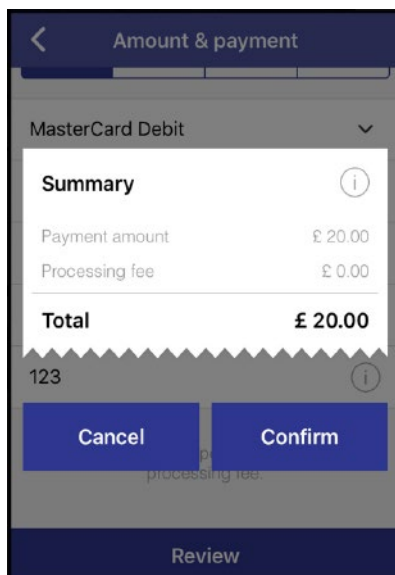 Amount & payment
MasterCard Debit
Summary
Payment amount £ 20.00
Processing fee £ 0.00
Total £ 20.00
123
Cancel Confirm
processing fee.
Review